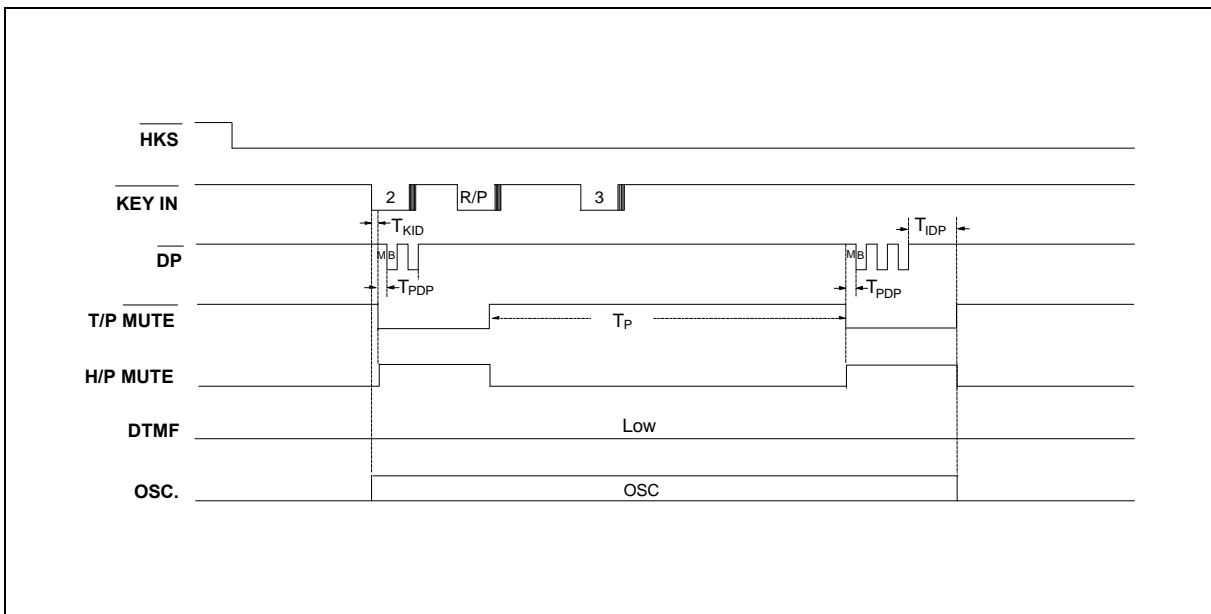 HKS
KEY IN
2
R/P
3
TKID
TIDP
DP
M B
M B
TPDP
TPDP
T/P MUTE
TP
H/P MUTE
DTMF
Low
OSC.
OSC